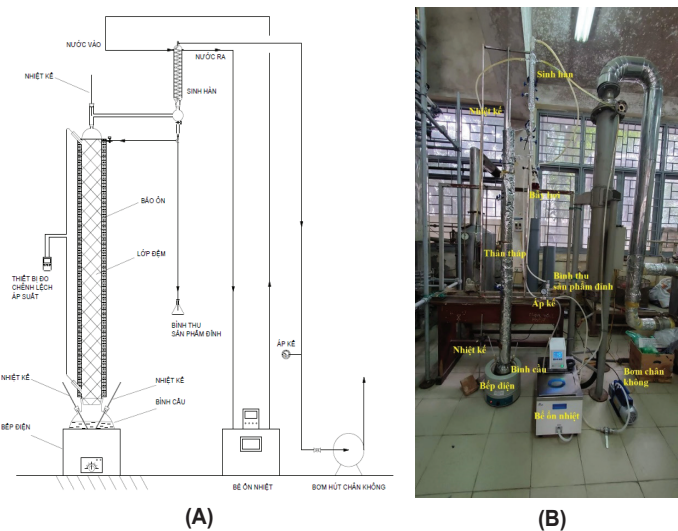 NƯỚC VÀO
NƯỚC RA
NHIỆT KẾ
SINH HÀN
BẢO ÔN
LỚP ĐỆM
THIẾT BỊ ĐO
CHÊNH LỆCH
ÁP SUẤT
BÌNH THU
SẢN PHẨM ĐỈNH
ÁP KẾ
NHIỆT KẾ
NHIỆT KẾ
BÌNH CẦU
BẾP ĐIỆN
BỂ ỔN NHIỆT
BƠM HÚT CHÂN KHÔNG
(A)
Sinh hàn
Nhiệt kế
Bẫy hơi
Thân tháp
Bình thu
sản phẩm đỉnh
Áp kế
Nhiệt kế
Bình cầu
Bếp điện
Bơm chân
không
Bể ổn nhiệt
(B)